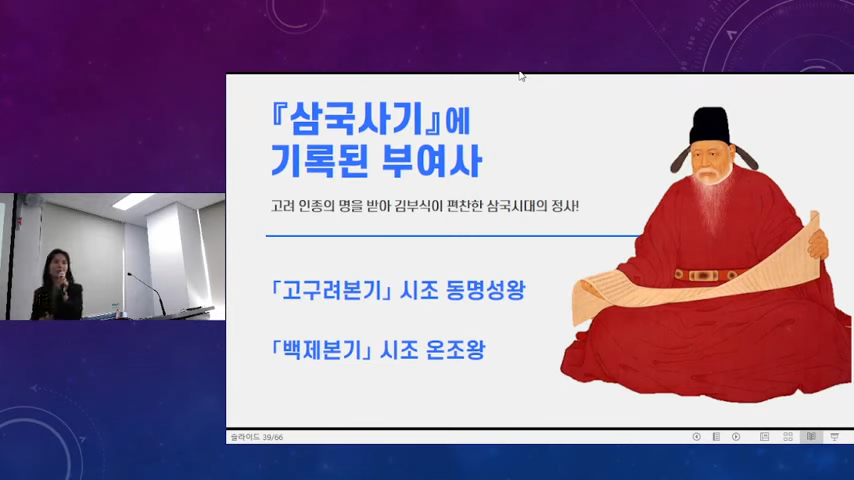 『삼국사기』에
기록된 부여사
고려 인종의 명을 받아 김부식이 편찬한 삼국시대의 정사!
「고구려본기」 시조 동명성왕
「백제본기」 시조 온조왕
슬라이드 39/66